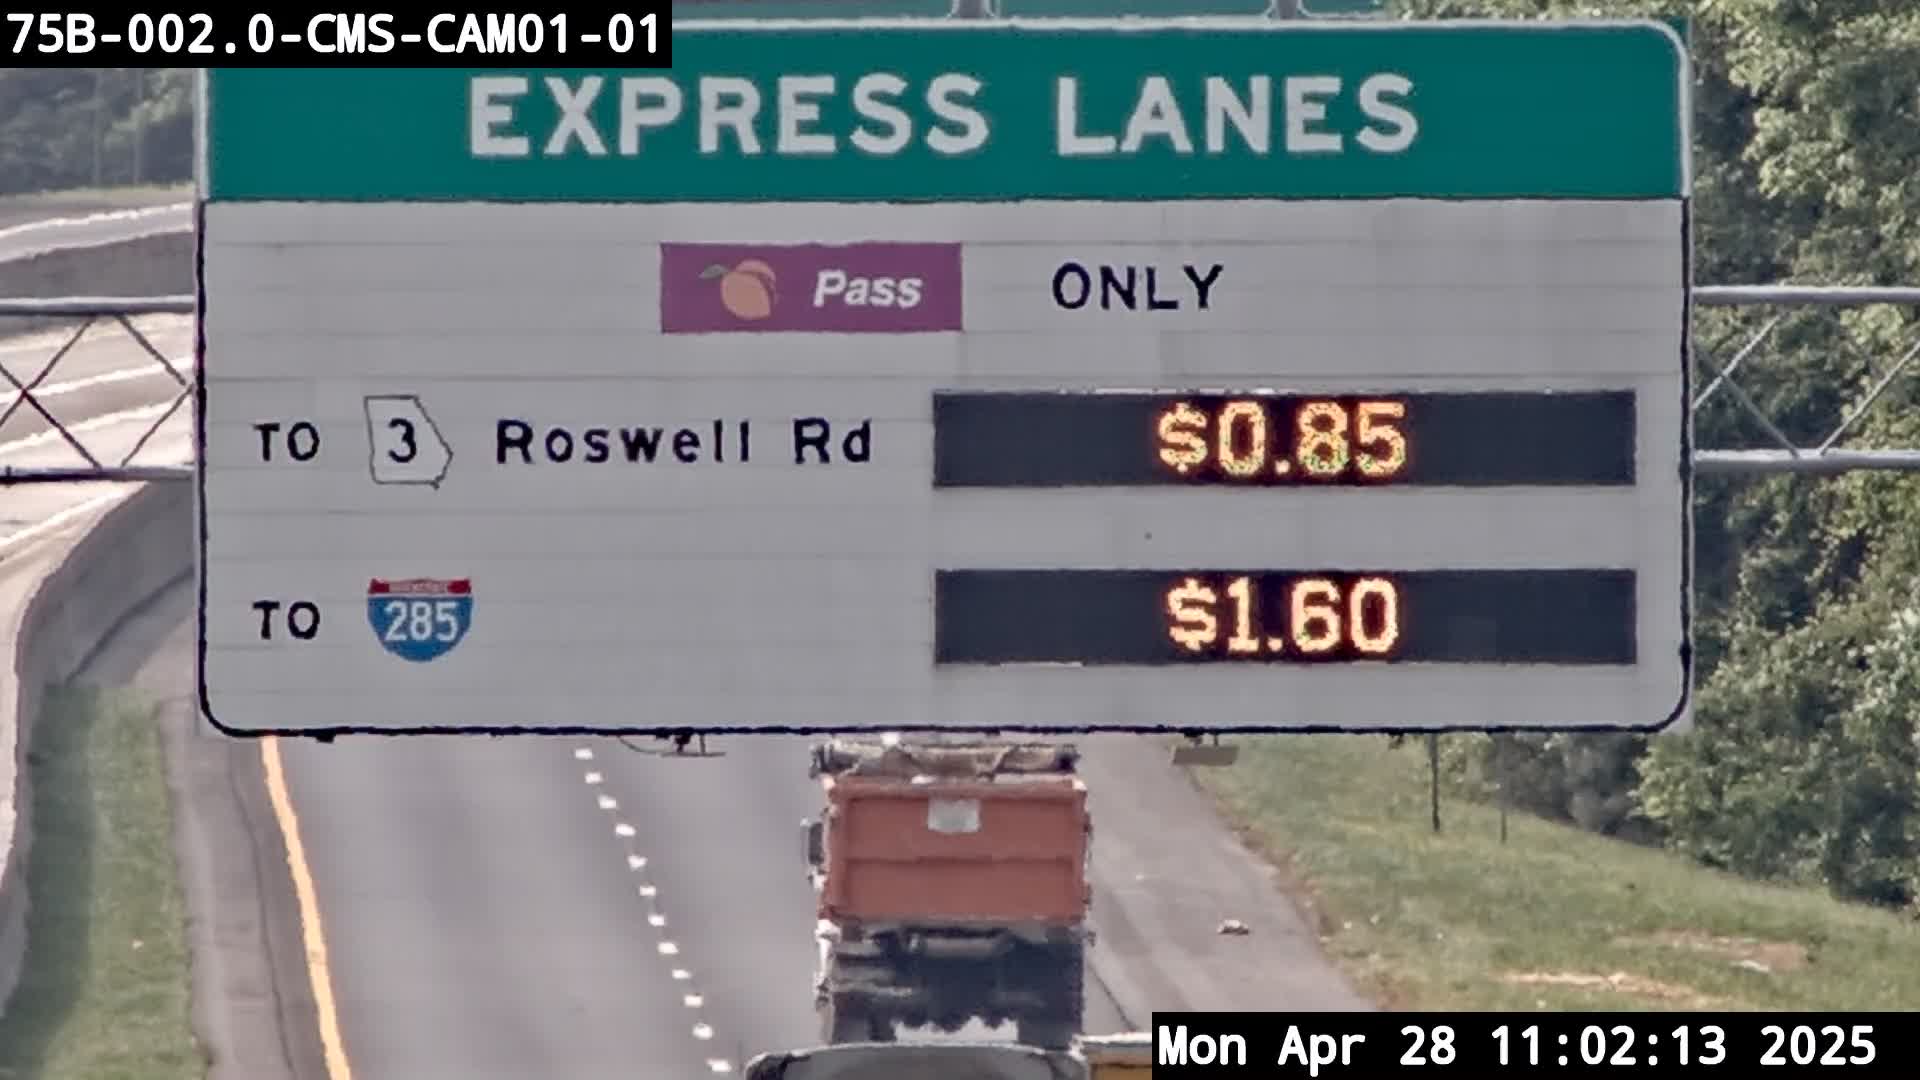 75B-002.0-CMS-CAM01-01
EXPRESS LANES
Pass ONLY
TO 3 Roswell Rd $0.85
TO 285 $1.60
Mon Apr 28 11:02:13 2025